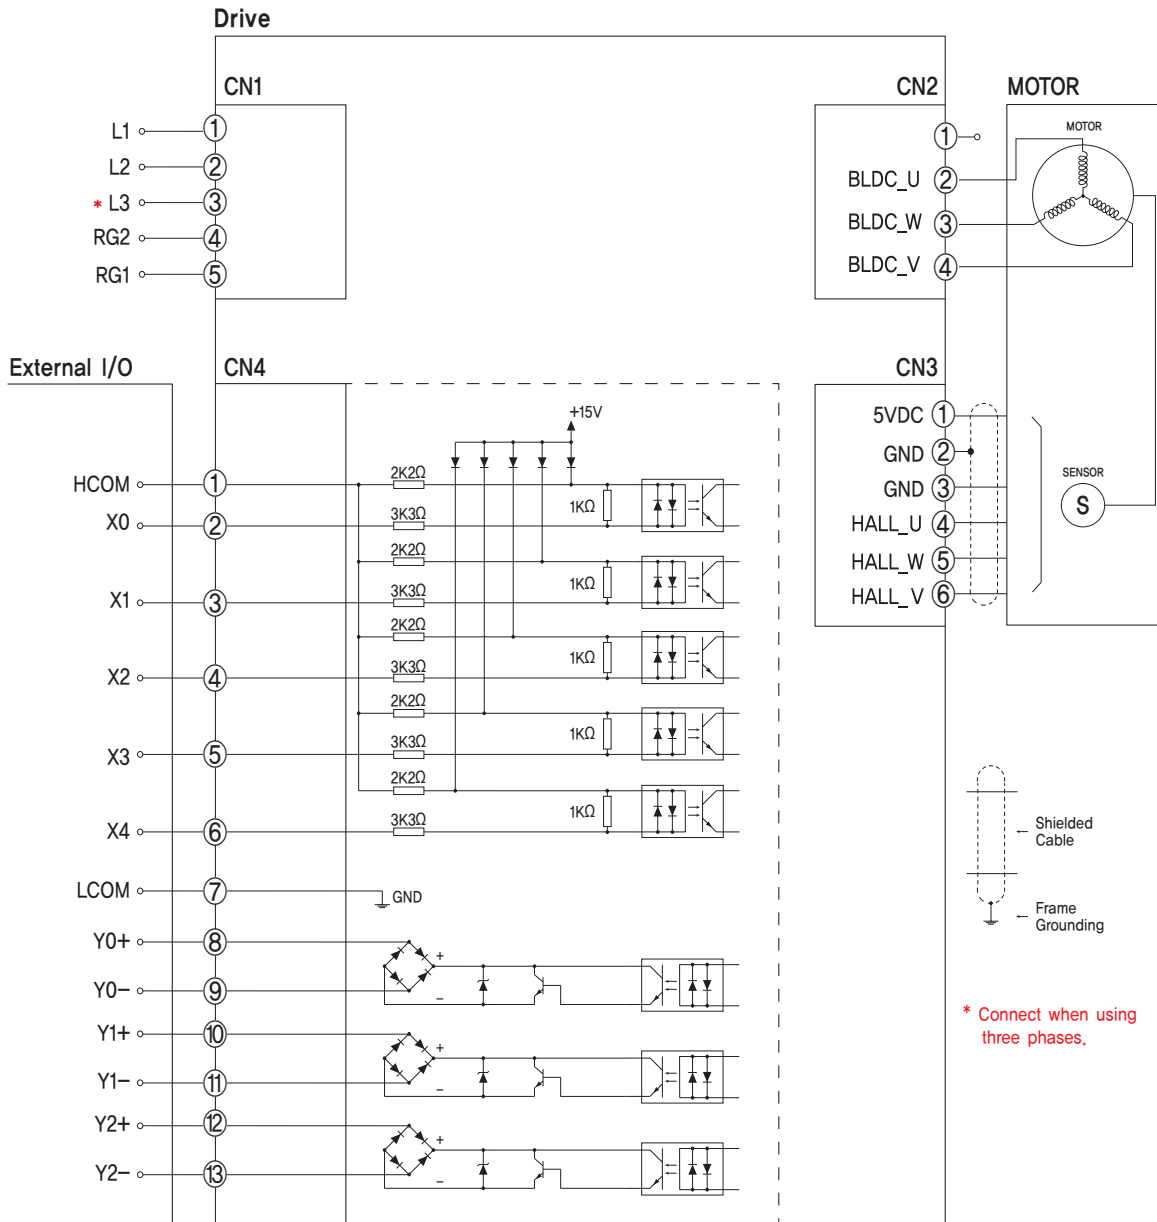 Drive
CN1
CN2
MOTOR
L1
1
L2
2
* L3
3
RG2
4
RG1
5
1
BLDC_U
2
BLDC_W
3
BLDC_V
4
MOTOR
External I/O
CN4
CN3
+15V
HCOM
1
2K2Ω
1KΩ
X0
2
3K3Ω
2K2Ω
1KΩ
X1
3
3K3Ω
2K2Ω
1KΩ
X2
4
3K3Ω
2K2Ω
1KΩ
X3
5
3K3Ω
2K2Ω
1KΩ
X4
6
3K3Ω
LCOM
7
GND
Y0+
8
+
Y0−
9
−
Y1+
10
+
Y1−
11
−
Y2+
12
+
Y2−
13
−
5VDC
1
GND
2
GND
3
HALL_U
4
HALL_W
5
HALL_V
6
SENSOR
S
Shielded
Cable
Frame
Grounding
* Connect when using
three phases.